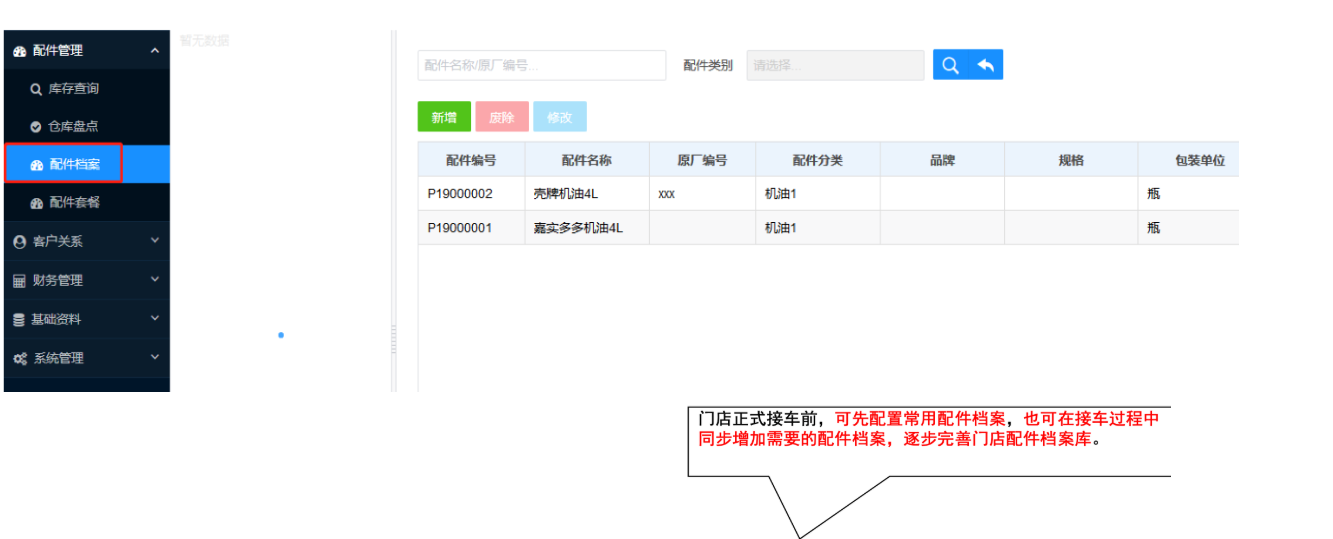 配件管理
库存查询
仓库盘点
配件档案
配件套餐
客户关系
财务管理
基础资料
系统管理
暂无数据
配件名称/原厂编号... 配件类别 请选择...
新增 废除 修改
配件编号 配件名称 原厂编号 配件分类 品牌 规格 包装单位
P19000002 壳牌机油4L xxx 机油1 瓶
P19000001 嘉实多多机油4L 机油1 瓶
门店正式接车前，可先配置常用配件档案，也可在接车过程中
同步增加需要的配件档案，逐步完善门店配件档案库。